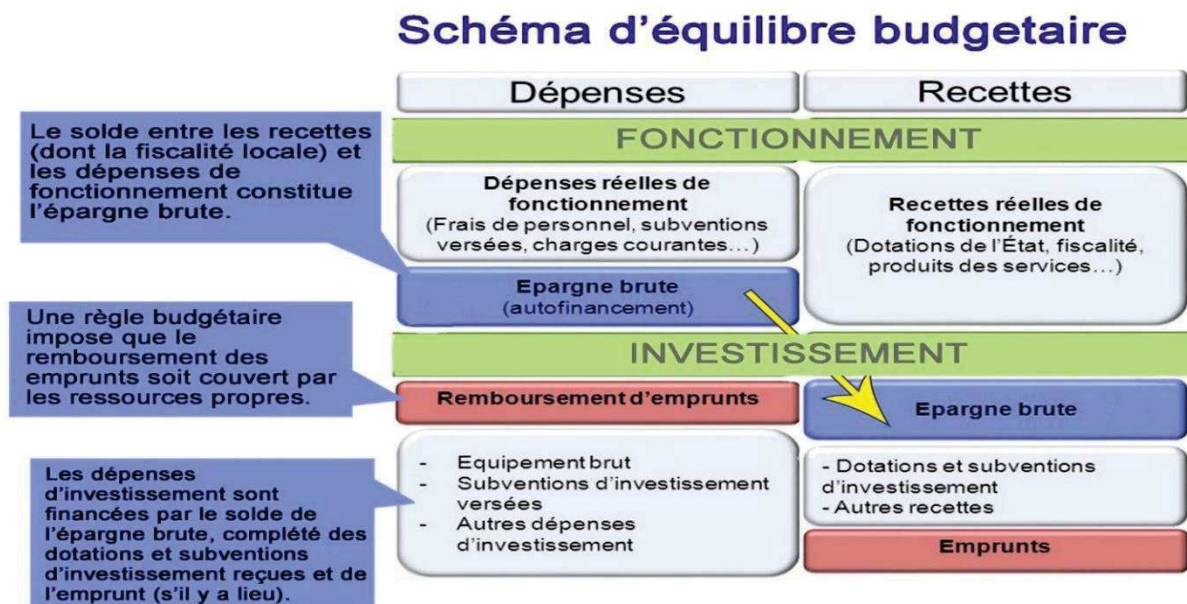 Schéma d'équilibre budgetaire
Dépenses
Recettes
FONCTIONNEMENT
Le solde entre les recettes
(dont la fiscalité locale) et
les dépenses de
fonctionnement constitue
l'épargne brute.
Dépenses réelles de
fonctionnement
(Frais de personnel, subventions
versées, charges courantes...)
Recettes réelles de
fonctionnement
(Dotations de l'État, fiscalité,
produits des services...)
Epargne brute
(autofinancement)
INVESTISSEMENT
Une règle budgétaire
impose que le
remboursement des
emprunts soit couvert par
les ressources propres.
Remboursement d'emprunts
Epargne brute
Les dépenses
d'investissement sont
financées par le solde de
l'épargne brute, complété des
dotations et subventions
d'investissement reçues et de
l'emprunt (s'il y a lieu).
- Equipement brut
- Subventions d'investissement
versées
- Autres dépenses
d'investissement
- Dotations et subventions
d'investissement
- Autres recettes
Emprunts